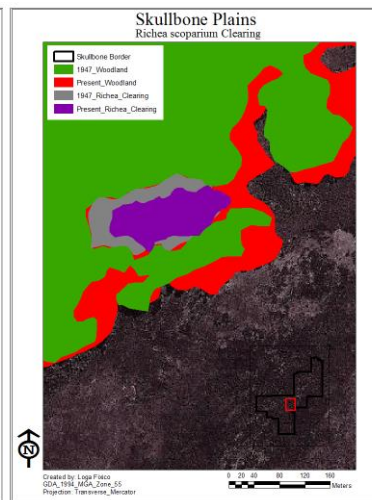 Skullbone Plains
Richea scoparium Clearing
Skullbone Border
1947_Woodland
Present_Woodland
1947_Richea_Clearing
Present_Richea_Clearing
N
Created by: Loga Fosco
GDA_1994_MGA_Zone_55
Projection: Transverse_Mercator
0 20 40 80 120 160
Meters